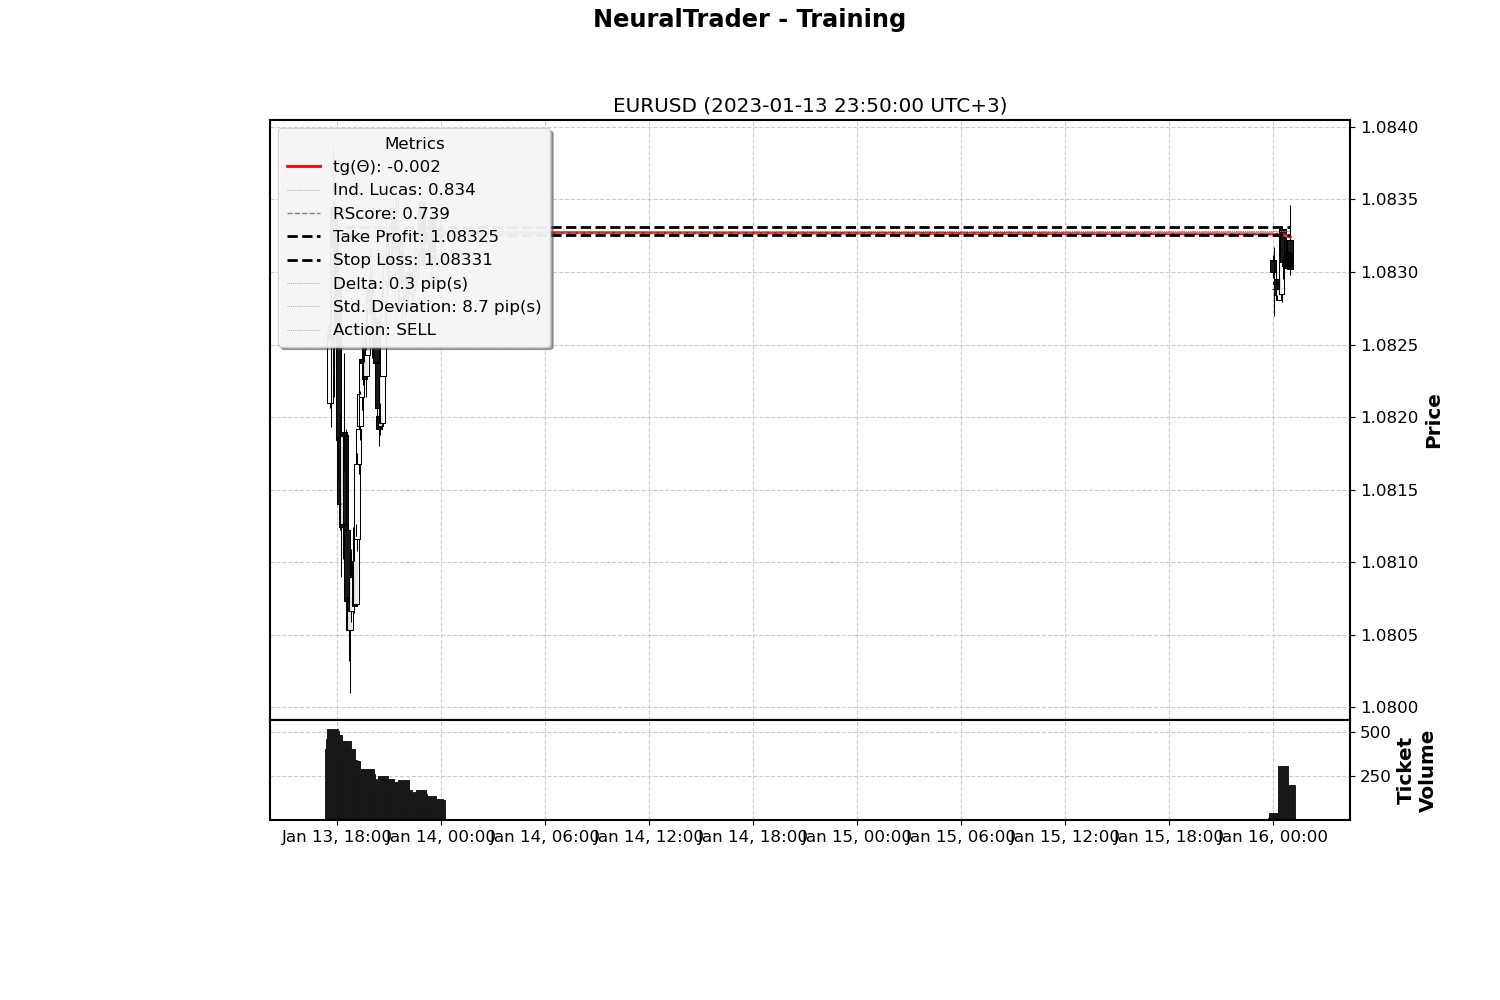 NeuralTrader - Training
EURUSD (2023-01-13 23:50:00 UTC+3)
Metrics
tg(Θ): -0.002
Ind. Lucas: 0.834
RScore: 0.739
Take Profit: 1.08325
Stop Loss: 1.08331
Delta: 0.3 pip(s)
Std. Deviation: 8.7 pip(s)
Action: SELL
1.0840
1.0835
1.0830
1.0825
1.0820
1.0815
1.0810
1.0805
1.0800
Price
500
250
Ticket
Volume
Jan 13, 18:00
Jan 14, 00:00
Jan 14, 06:00
Jan 14, 12:00
Jan 14, 18:00
Jan 15, 00:00
Jan 15, 06:00
Jan 15, 12:00
Jan 15, 18:00
Jan 16, 00:00